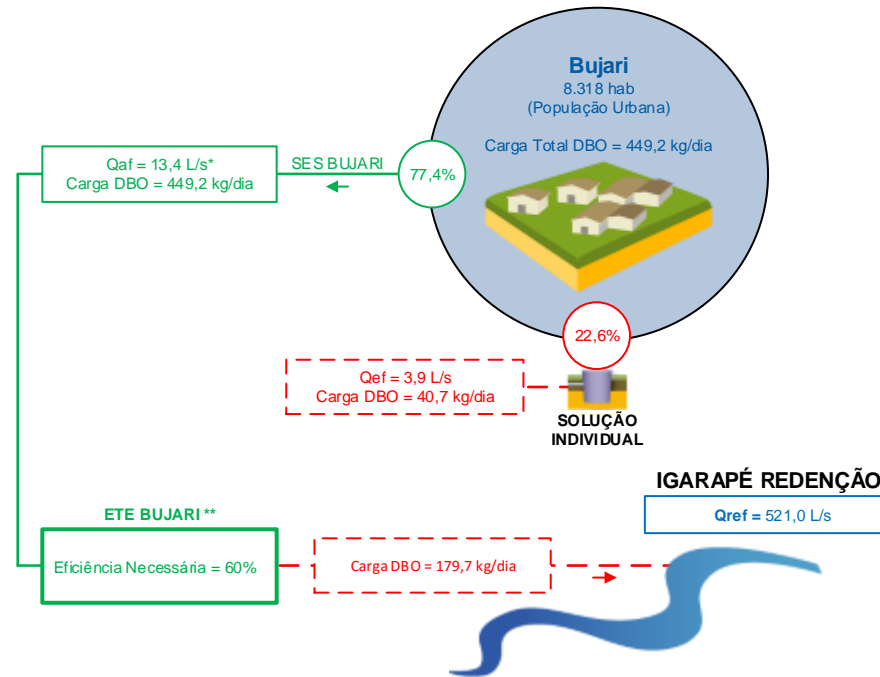 Bujari
8.318 hab
(População Urbana)
Carga Total DBO = 449,2 kg/dia
Qaf = 13,4 L/s*
Carga DBO = 449,2 kg/dia
SES BUJARI
77,4%
22,6%
Qef = 3,9 L/s
Carga DBO = 40,7 kg/dia
SOLUÇÃO
INDIVIDUAL
IGARAPÉ REDENÇÃO
Qref = 521,0 L/s
ETE BUJARI **
Eficiência Necessária = 60%
Carga DBO = 179,7 kg/dia